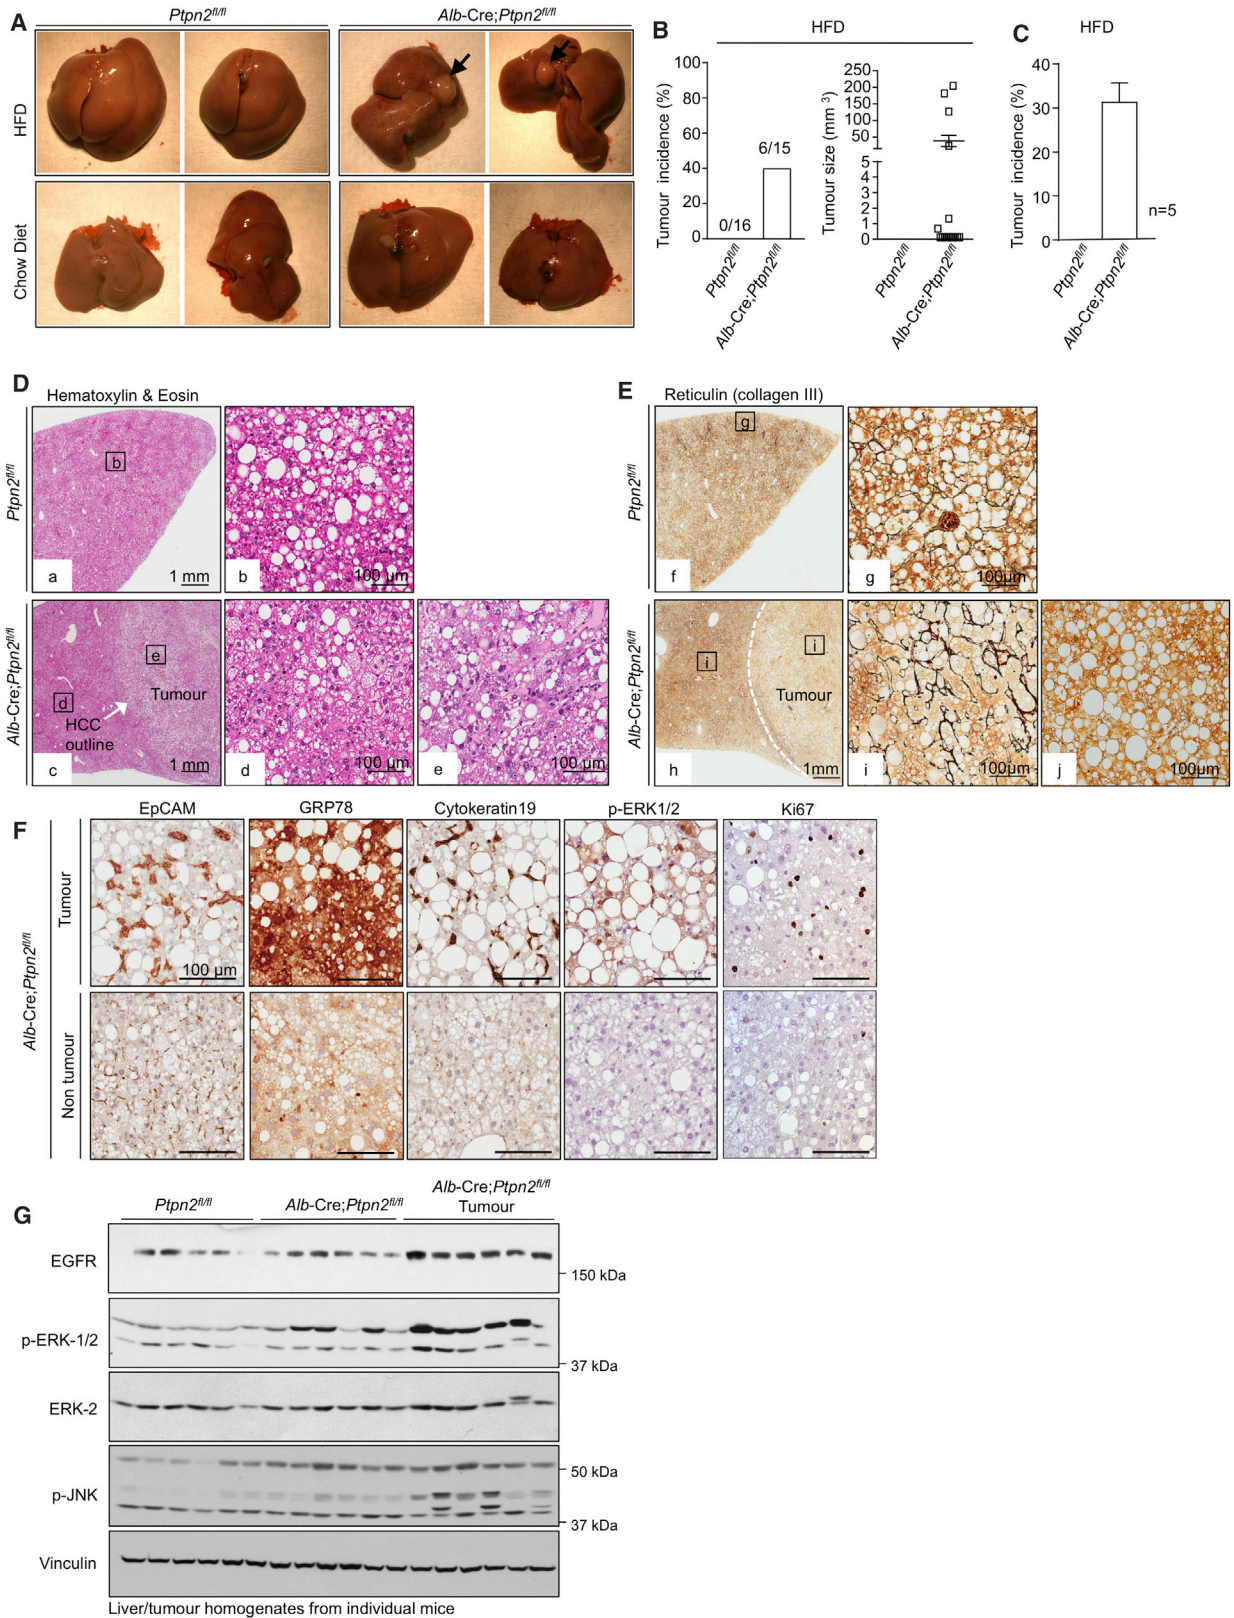 A
Ptpn2fl/fl
Alb-Cre;Ptpn2fl/fl
HFD
Chow Diet
B
HFD
Tumour incidence (%)
100
80
60
40
20
0
0/16
6/15
Ptpn2fl/fl
Alb-Cre;Ptpn2fl/fl
Tumour size (mm 3)
250
200
150
100
50
5
4
3
2
1
0
Ptpn2fl/fl
Alb-Cre;Ptpn2fl/fl
C
HFD
Tumour incidence (%)
40
30
20
10
0
n=5
Ptpn2fl/fl
Alb-Cre;Ptpn2fl/fl
D
Hematoxylin & Eosin
Ptpn2fl/fl
b
a
1 mm
b
100 µm
Alb-Cre;Ptpn2fl/fl
e
d
Tumour
HCC
outline
c
1 mm
d
100 µm
e
100 µm
E
Reticulin (collagen III)
Ptpn2fl/fl
g
f
g
100µm
Alb-Cre;Ptpn2fl/fl
i
i
Tumour
h
1mm
i
100µm
j
100µm
F
EpCAM
GRP78
Cytokeratin19
p-ERK1/2
Ki67
Alb-Cre;Ptpn2fl/fl
Tumour
100 µm
Non tumour
G
Ptpn2fl/fl
Alb-Cre;Ptpn2fl/fl
Alb-Cre;Ptpn2fl/fl
Tumour
EGFR
150 kDa
p-ERK-1/2
37 kDa
ERK-2
p-JNK
50 kDa
37 kDa
Vinculin
Liver/tumour homogenates from individual mice